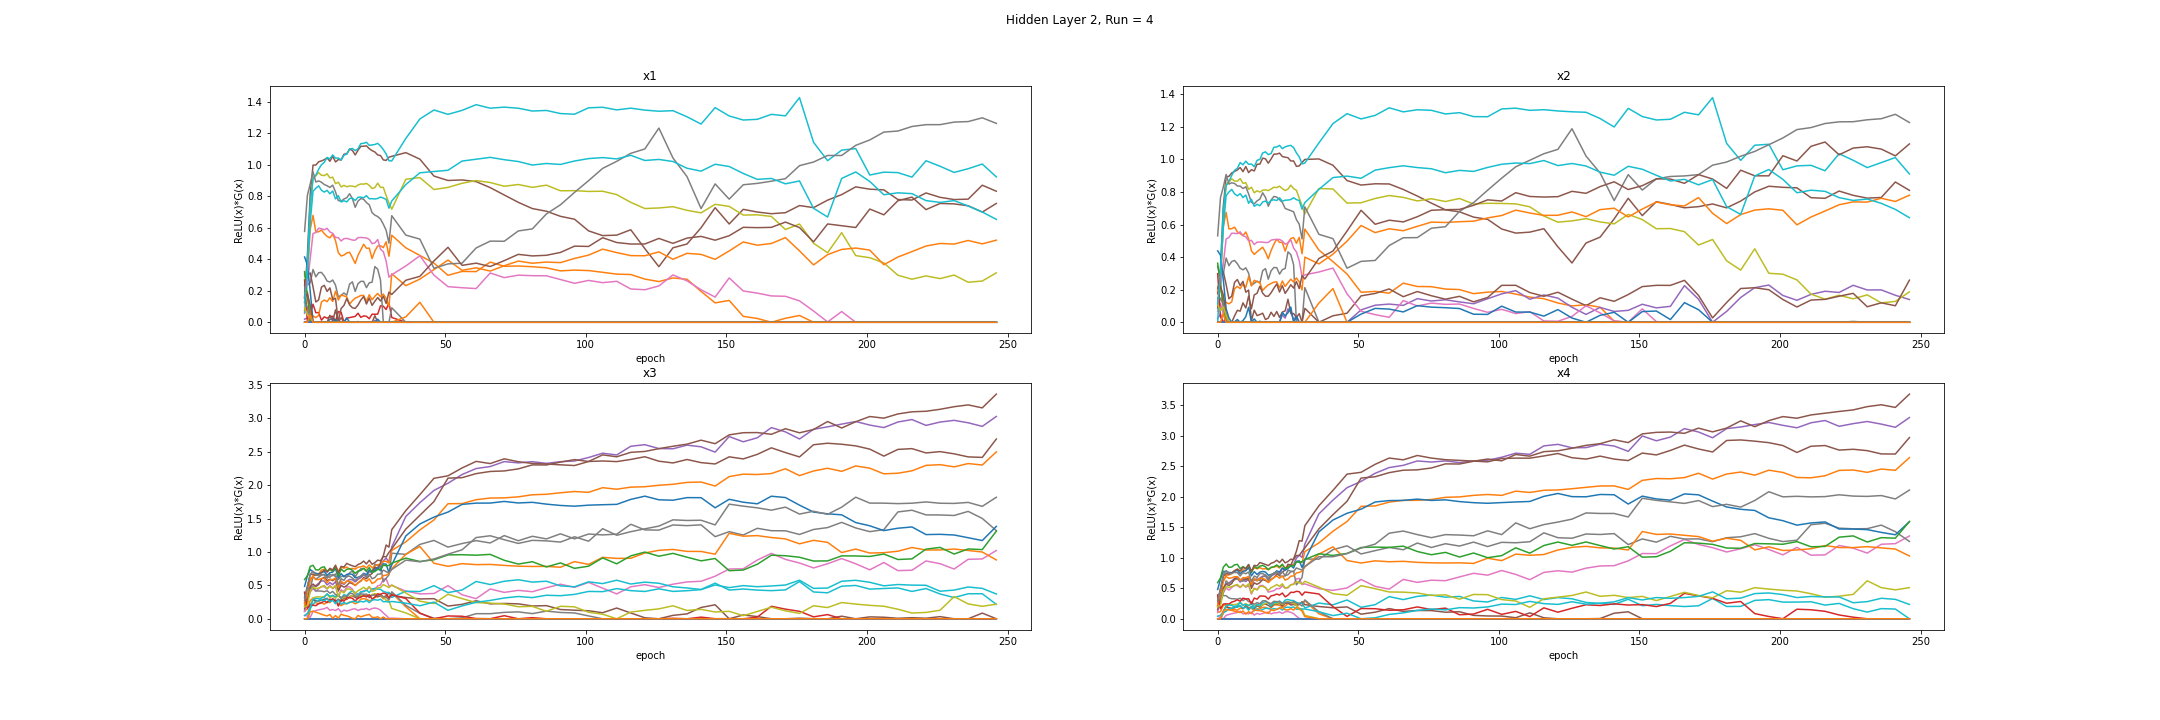 Hidden Layer 2, Run = 4
x1
ReLU(x)*G(x)
1.4
1.2
1.0
0.8
0.6
0.4
0.2
0.0
0 50 100 150 200 250
epoch
x2
ReLU(x)*G(x)
1.4
1.2
1.0
0.8
0.6
0.4
0.2
0.0
0 50 100 150 200 250
epoch
x3
ReLU(x)*G(x)
3.5
3.0
2.5
2.0
1.5
1.0
0.5
0.0
0 50 100 150 200 250
epoch
x4
ReLU(x)*G(x)
3.5
3.0
2.5
2.0
1.5
1.0
0.5
0.0
0 50 100 150 200 250
epoch